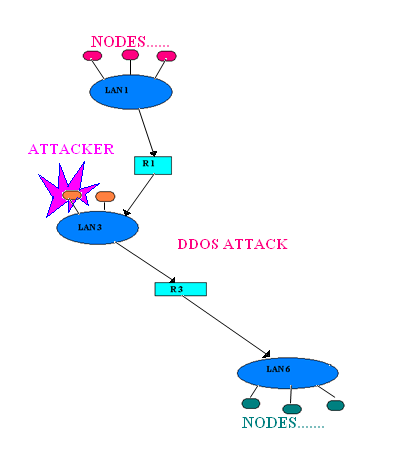 NODES......
LAN 1
R 1
ATTACKER
LAN 3
DDOS ATTACK
R 3
LAN 6
NODES.......